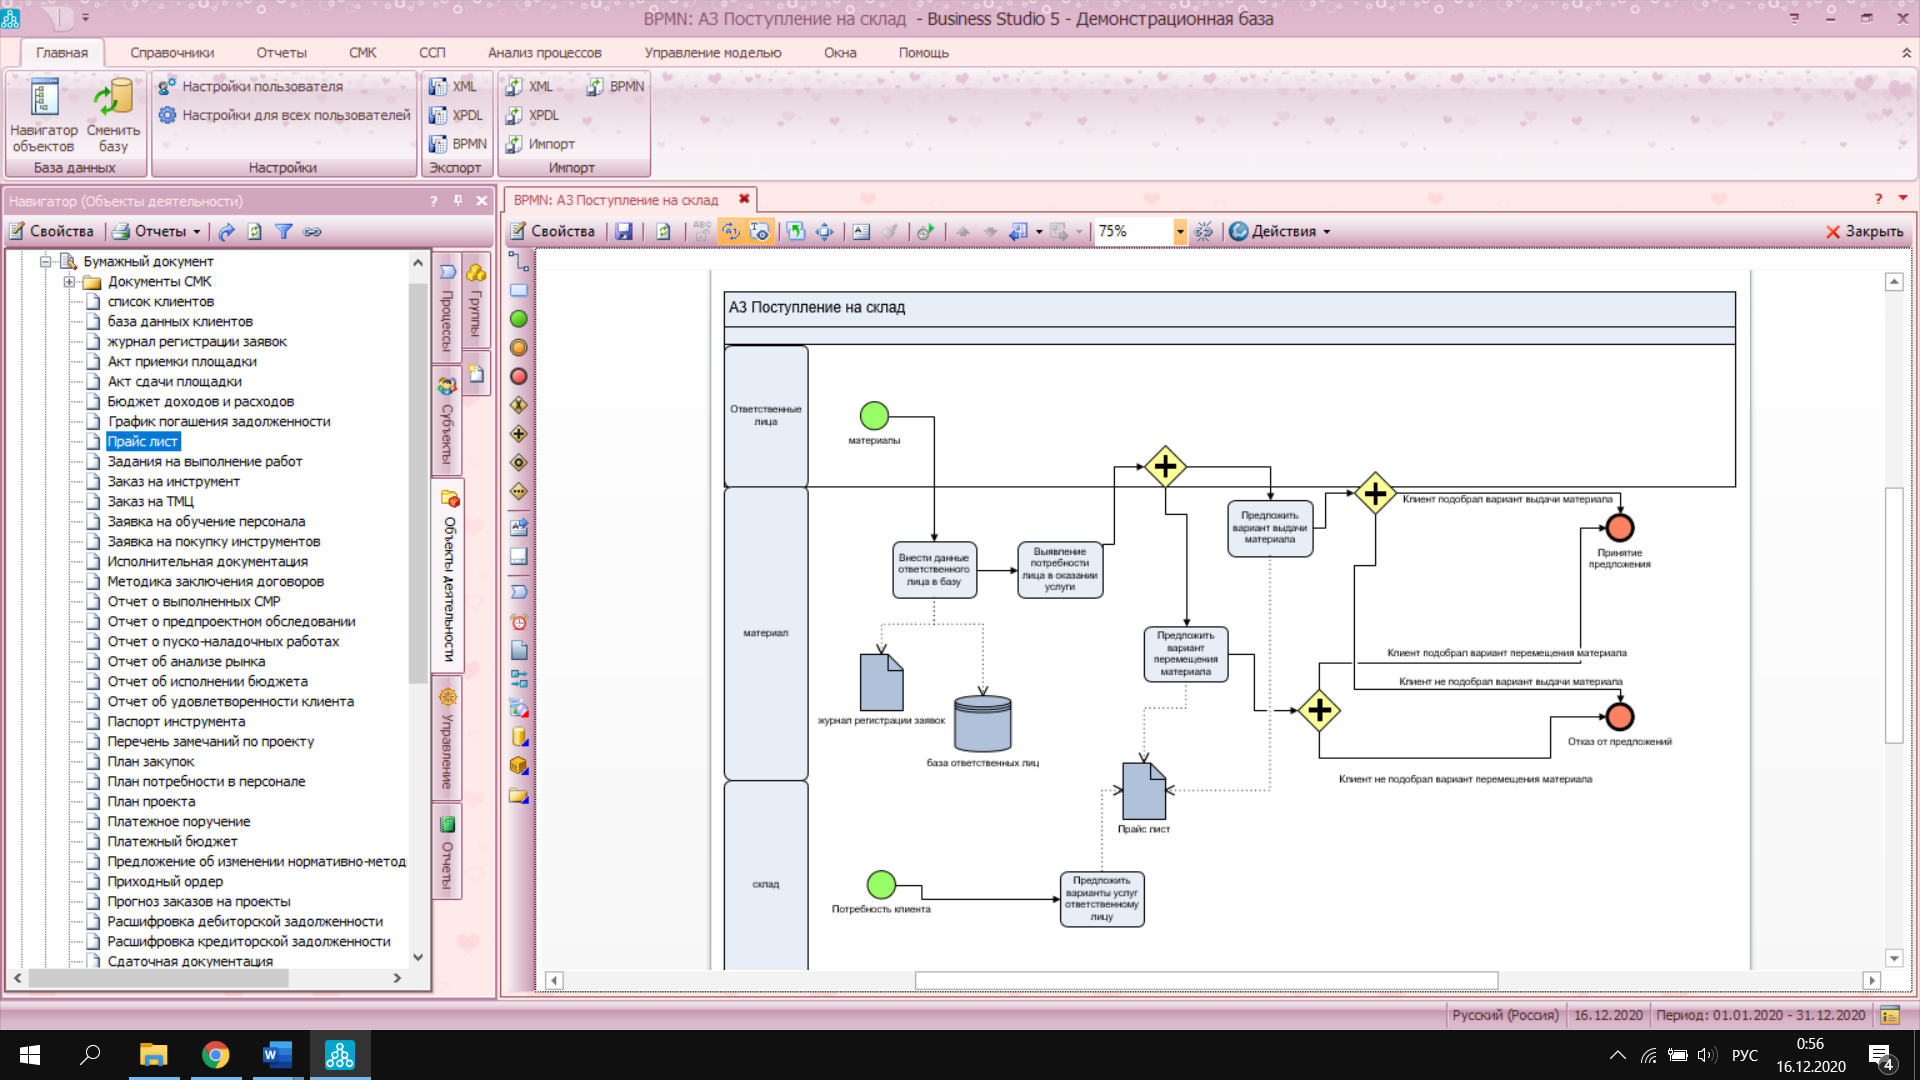 BPMN: A3 Поступление на склад - Business Studio 5 - Демонстрационная база
Главная Справочники Отчеты СМК ССП Анализ процессов Управление моделью Окна Помощь
Навигатор объектов
Сменить базу
База данных
Настройки пользователя
Настройки для всех пользователей
Настройки
XML
XPDL
BPMN
Экспорт
XML BPMN
XPDL
Импорт
Импорт
Навигатор (Объекты деятельности)
Свойства Отчеты
Бумажный документ
Документы СМК
список клиентов
база данных клиентов
журнал регистрации заявок
Акт приемки площадки
Акт сдачи площадки
Бюджет доходов и расходов
График погашения задолженности
Прайс лист
Задания на выполнение работ
Заказ на инструмент
Заказ на ТМЦ
Заявка на обучение персонала
Заявка на покупку инструментов
Исполнительная документация
Методика заключения договоров
Отчет о выполненных СМР
Отчет о предпроектном обследовании
Отчет о пуско-наладочных работах
Отчет об анализе рынка
Отчет об исполнении бюджета
Отчет об удовлетворенности клиента
Паспорт инструмента
Перечень замечаний по проекту
План закупок
План потребности в персонале
План проекта
Платежное поручение
Платежный бюджет
Предложение об изменении нормативно-метод
Приходный ордер
Прогноз заказов на проекты
Расшифровка дебиторской задолженности
Расшифровка кредиторской задолженности
Сдаточная документация
Процессы
Группы
Субъекты
Объекты деятельности
Управление
Отчеты
BPMN: A3 Поступление на склад
Свойства ABC 75% Действия Закрыть
A3 Поступление на склад
Ответственные
лица
материалы
Клиент подобрал вариант выдачи материала
Предложить
вариант выдачи
материала
Принятие
предложения
Внести данные
ответственного
лица в базу
Выявление
потребности
лица в оказании
услуги
материал
Предложить
вариант
перемещения
материала
Клиент подобрал вариант перемещения материала
Клиент не подобрал вариант выдачи материала
журнал регистрации заявок
база ответственных лиц
Отказ от предложений
Клиент не подобрал вариант перемещения материала
Прайс лист
склад
Потребность клиента
Предложить
варианты услуг
ответственному
лицу
Русский (Россия) 16.12.2020 Период: 01.01.2020 - 31.12.2020
РУС
0:56
16.12.2020
4